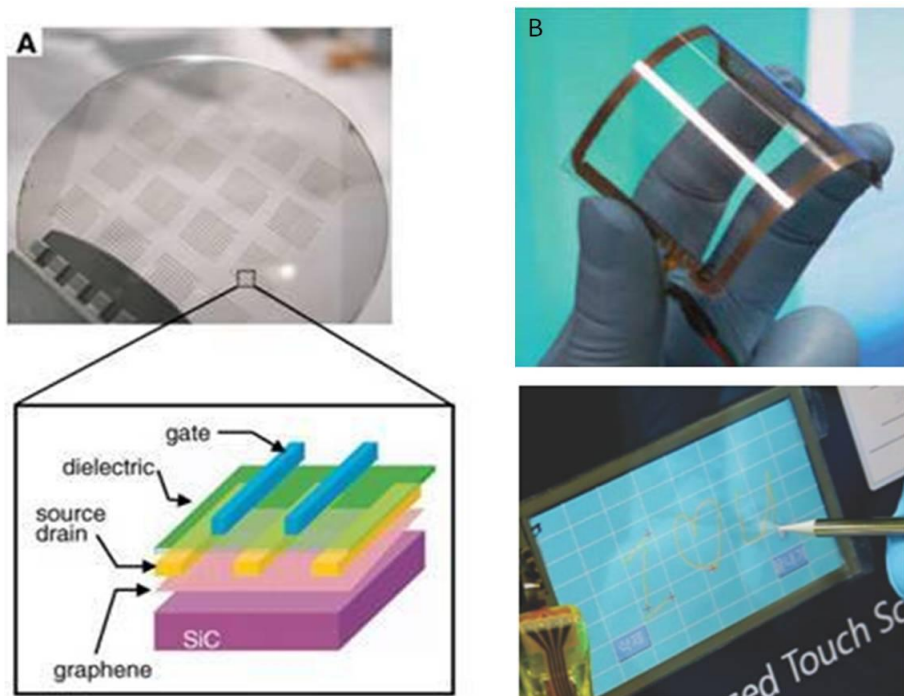 A
B
gate
dielectric
source
drain
graphene
SiC
I U
ed Touch Sc